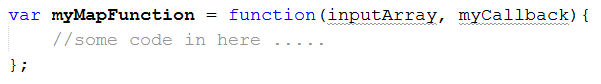 var myMapFunction = function(inputArray, myCallback){
//some code in here .....
};